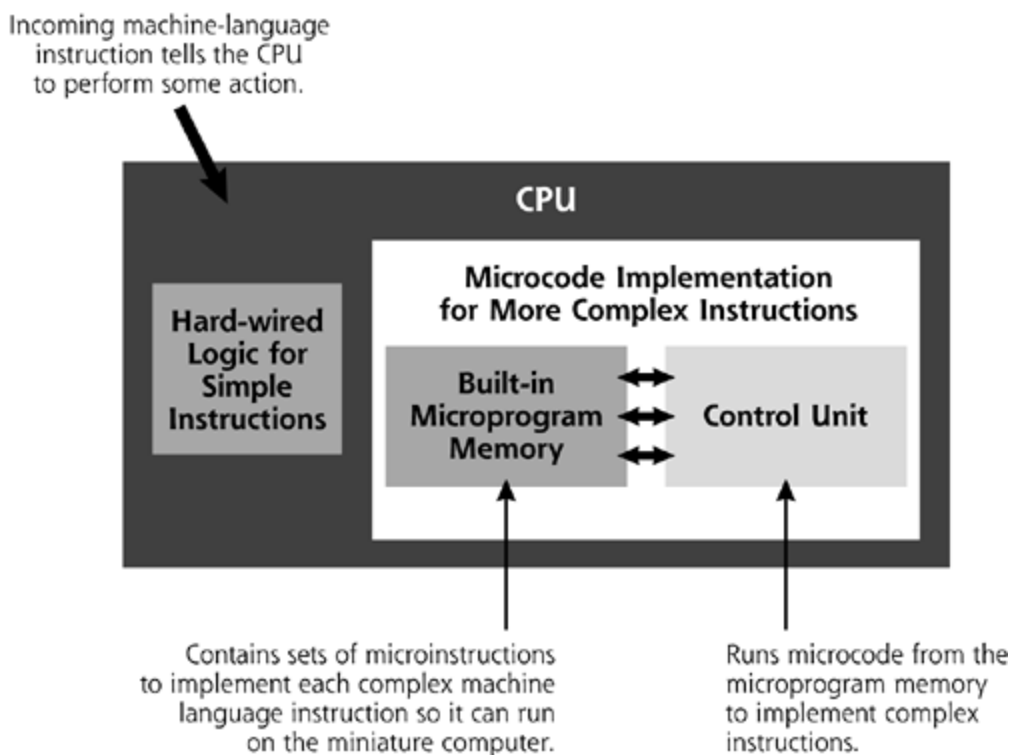 Incoming machine-language
instruction tells the CPU
to perform some action.
CPU
Hard-wired
Logic for
Simple
Instructions
Microcode Implementation
for More Complex Instructions
Built-in
Microprogram
Memory
Control Unit
Contains sets of microinstructions
to implement each complex machine
language instruction so it can run
on the miniature computer.
Runs microcode from the
microprogram memory
to implement complex
instructions.